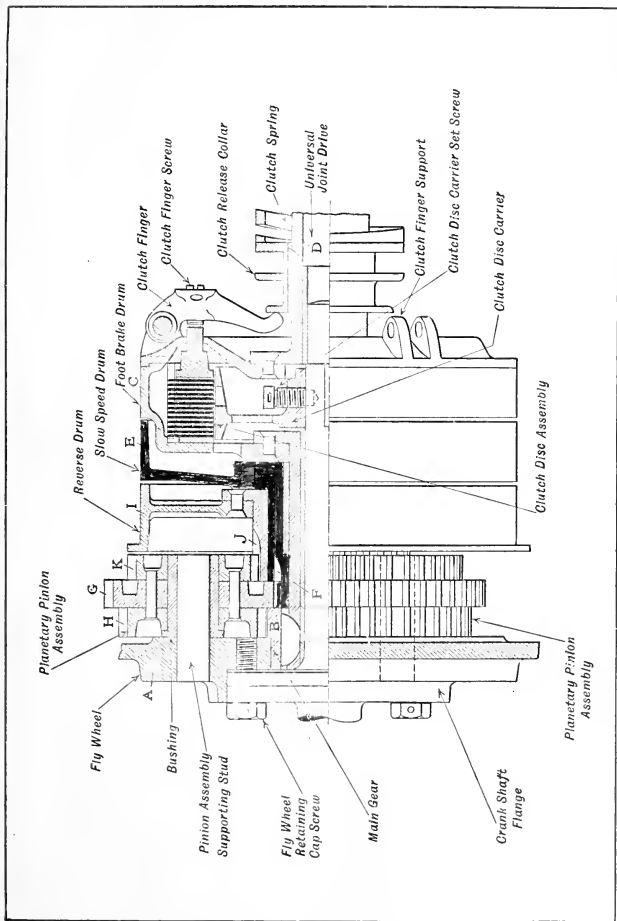 Fly Wheel
A
Bushing
Pinion Assembly
Supporting Stud
Fly Wheel
Retaining
Cap Screw
Main Gear
Crank Shaft
Flange
Planetary Pinion
Assembly
H
G
K
I
J
B
F
Reverse Drum
Slow Speed Drum
E
Foot Brake Drum
C
Clutch Finger
Clutch Finger Screw
Clutch Release Collar
Clutch Spring
Universal
Joint Drive
D
Clutch Finger Support
Clutch Disc Carrier Set Screw
Clutch Disc Carrier
Clutch Disc Assembly
Planetary Pinion
Assembly